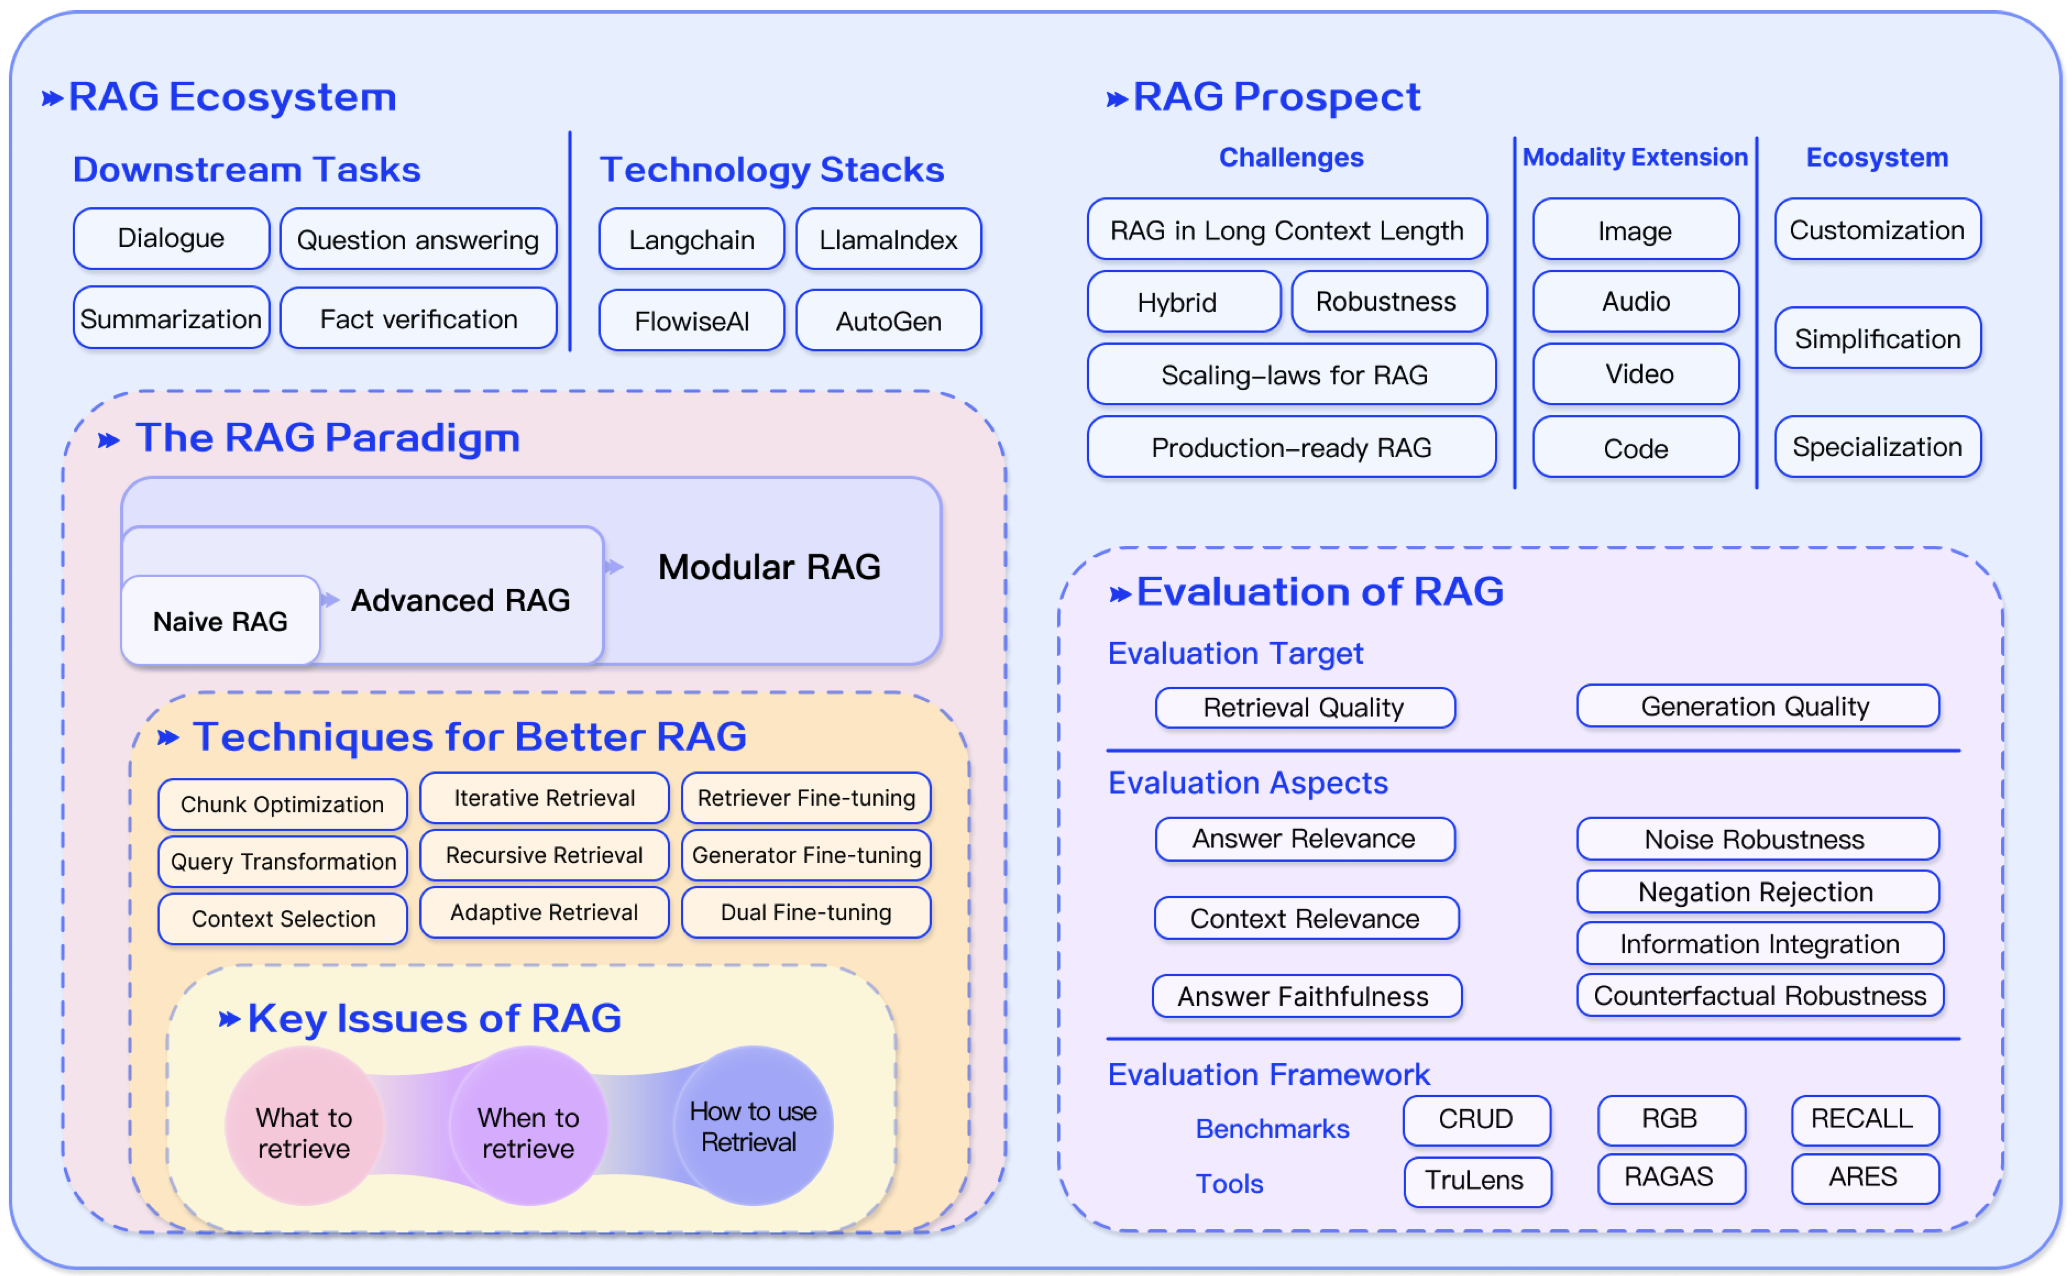 RAG Ecosystem
Downstream Tasks
Dialogue
Question answering
Summarization
Fact verification
Technology Stacks
Langchain
LlamaIndex
FlowiseAI
AutoGen
The RAG Paradigm
Naive RAG
Advanced RAG
Modular RAG
Techniques for Better RAG
Chunk Optimization
Iterative Retrieval
Retriever Fine-tuning
Query Transformation
Recursive Retrieval
Generator Fine-tuning
Context Selection
Adaptive Retrieval
Dual Fine-tuning
Key Issues of RAG
What to
retrieve
When to
retrieve
How to use
Retrieval
RAG Prospect
Challenges
RAG in Long Context Length
Hybrid
Robustness
Scaling-laws for RAG
Production-ready RAG
Modality Extension
Image
Audio
Video
Code
Ecosystem
Customization
Simplification
Specialization
Evaluation of RAG
Evaluation Target
Retrieval Quality
Generation Quality
Evaluation Aspects
Answer Relevance
Context Relevance
Answer Faithfulness
Noise Robustness
Negation Rejection
Information Integration
Counterfactual Robustness
Evaluation Framework
Benchmarks
CRUD
RGB
RECALL
Tools
TruLens
RAGAS
ARES